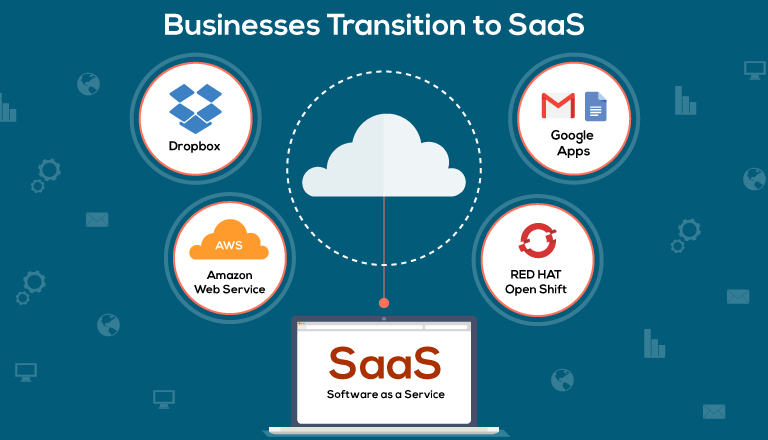 Businesses Transition to SaaS
Dropbox
Google
Apps
AWS
Amazon
Web Service
RED HAT
Open Shift
SaaS
Software as a Service